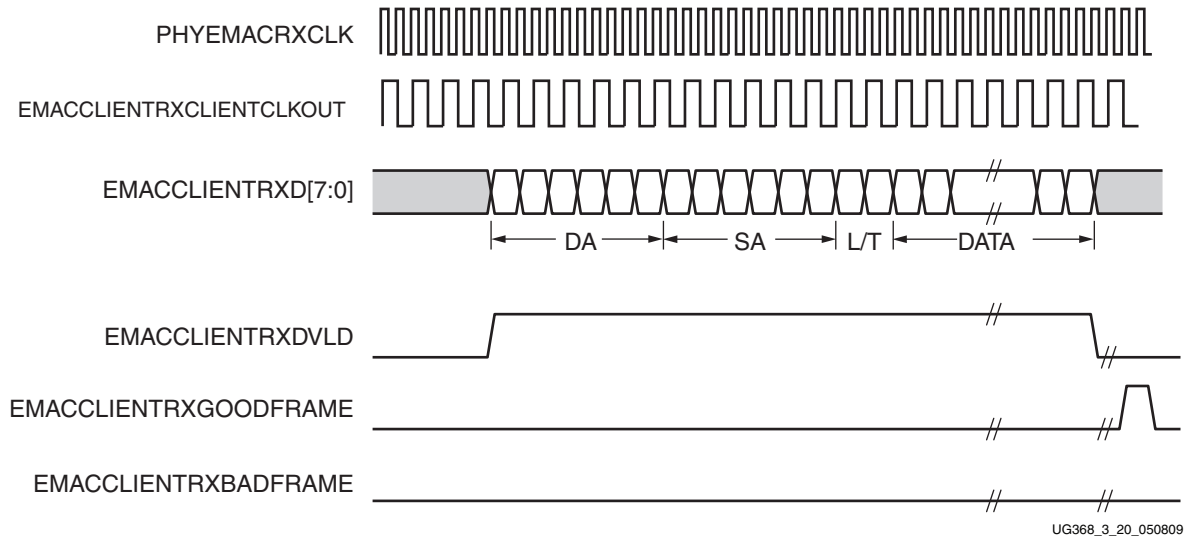 PHYEMACRXCLK
EMACCLIENTRXCLIENTCLKOUT
EMACCLIENTRXD[7:0]
DA SA L/T DATA
EMACCLIENTRXDVLD
EMACCLIENTRXGOODFRAME
EMACCLIENTRXBADFRAME
UG368_3_20_050809